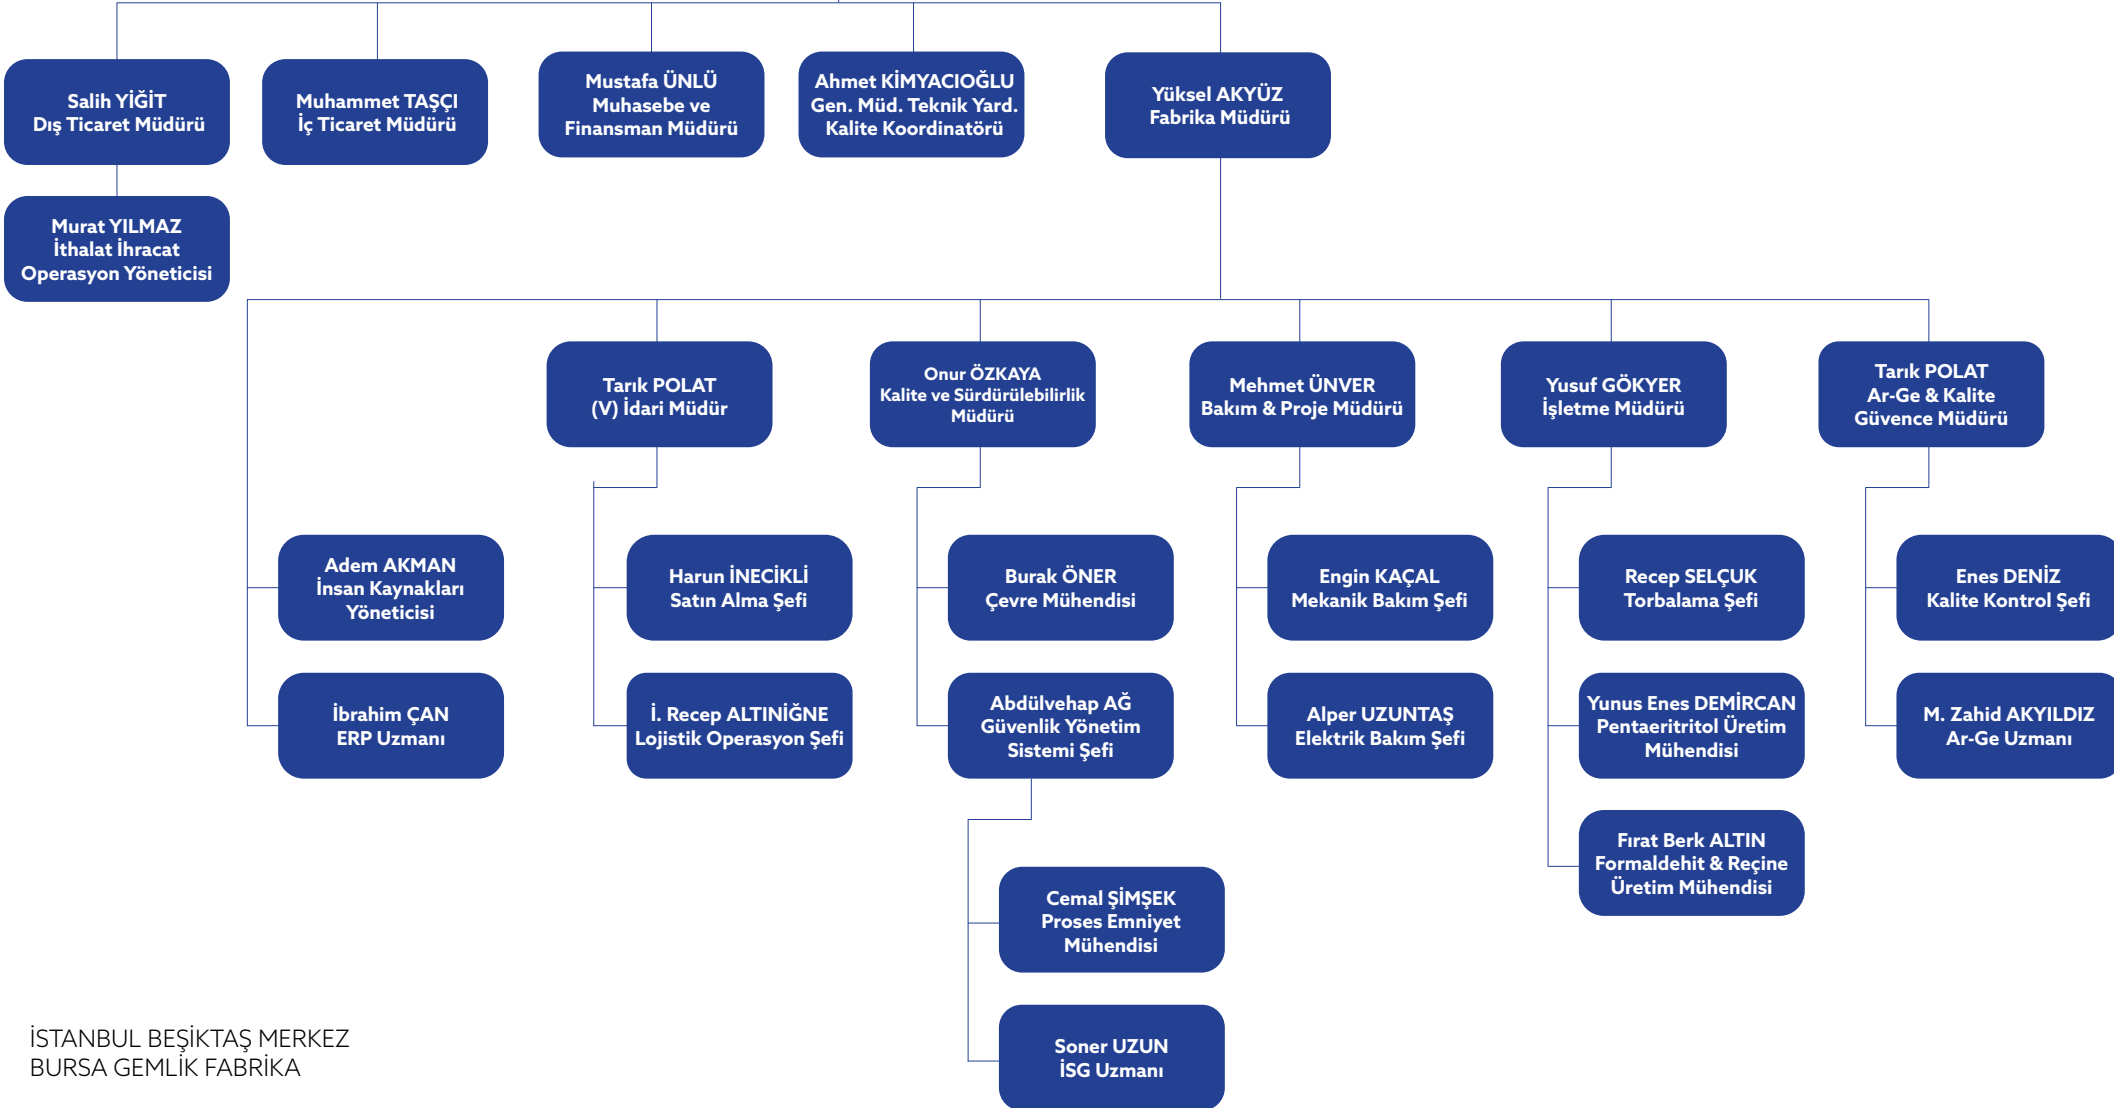 Salih YİĞİT
Dış Ticaret Müdürü
Muhammet TAŞÇI
İç Ticaret Müdürü
Mustafa ÜNLÜ
Muhasebe ve
Finansman Müdürü
Ahmet KİMYACIOĞLU
Gen. Müd. Teknik Yard.
Kalite Koordinatörü
Yüksel AKYÜZ
Fabrika Müdürü
Murat YILMAZ
İthalat İhracat
Operasyon Yöneticisi
Tarık POLAT
(V) İdari Müdür
Onur ÖZKAYA
Kalite ve Sürdürülebilirlik
Müdürü
Mehmet ÜNVER
Bakım & Proje Müdürü
Yusuf GÖKYER
İşletme Müdürü
Tarık POLAT
Ar-Ge & Kalite
Güvence Müdürü
Adem AKMAN
İnsan Kaynakları
Yöneticisi
Harun İNECİKLİ
Satın Alma Şefi
Burak ÖNER
Çevre Mühendisi
Engin KAÇAL
Mekanik Bakım Şefi
Recep SELÇUK
Torbalama Şefi
Enes DENİZ
Kalite Kontrol Şefi
İbrahim ÇAN
ERP Uzmanı
İ. Recep ALTINİĞNE
Lojistik Operasyon Şefi
Abdülvehap AĞ
Güvenlik Yönetim
Sistemi Şefi
Alper UZUNTAŞ
Elektrik Bakım Şefi
Yunus Enes DEMİRCAN
Pentaeritritol Üretim
Mühendisi
M. Zahid AKYILDIZ
Ar-Ge Uzmanı
Fırat Berk ALTIN
Formaldehit & Reçine
Üretim Mühendisi
Cemal ŞİMŞEK
Proses Emniyet
Mühendisi
Soner UZUN
İSG Uzmanı
İSTANBUL BEŞİKTAŞ MERKEZ
BURSA GEMLİK FABRİKA